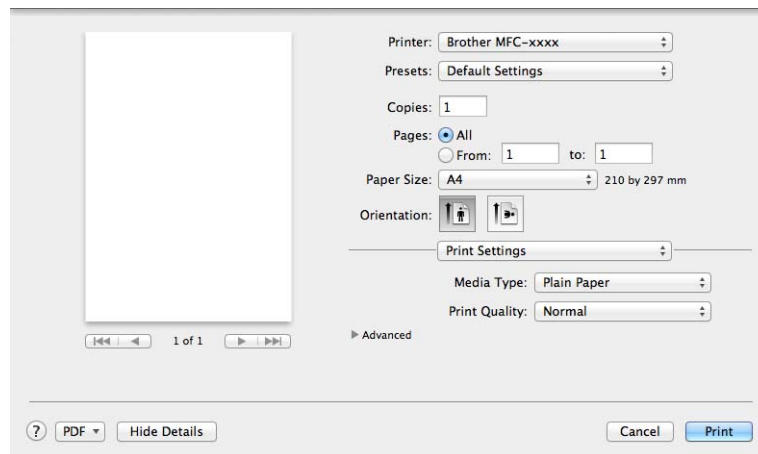 Printer: Brother MFC-xxxx
Presets: Default Settings
Copies: 1
Pages: All
From: 1 to: 1
Paper Size: A4 210 by 297 mm
Orientation:
Print Settings
Media Type: Plain Paper
Print Quality: Normal
Advanced
1 of 1
? PDF Hide Details Cancel Print